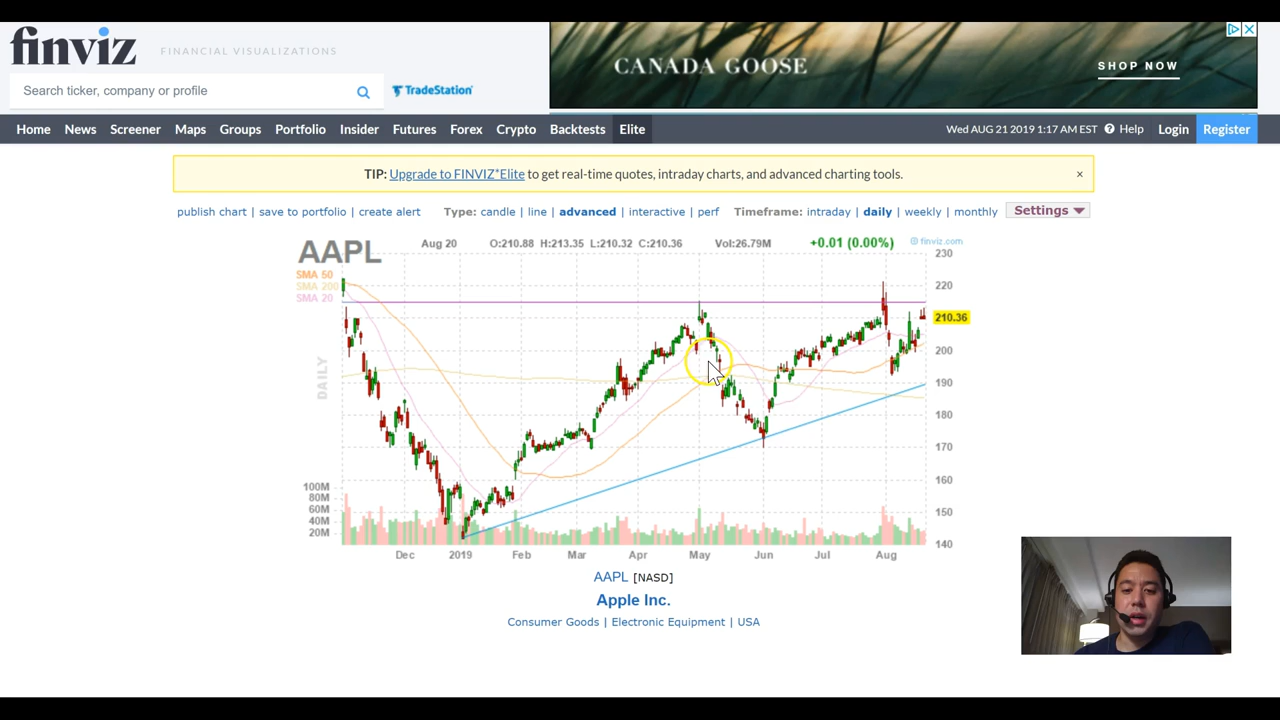 finviz FINANCIAL VISUALIZATIONS
CANADA GOOSE
SHOP NOW
Search ticker, company or profile
TradeStation
Home News Screener Maps Groups Portfolio Insider Futures Forex Crypto Backtests Elite
Wed AUG 21 2019 1:17 AM EST ? Help Login Register
TIP: Upgrade to FINVIZ*Elite to get real-time quotes, intraday charts, and advanced charting tools. ×
publish chart | save to portfolio | create alert Type: candle | line | advanced | interactive | perf Timeframe: intraday | daily | weekly | monthly Settings
AAPL Aug 20 O:210.88 H:213.35 L:210.32 C:210.36 Vol:26.79M +0.01 (0.00%) © finviz.com
SMA 50
SMA 200
SMA 20
DAILY
230
220
210.36
200
190
180
170
160
150
140
100M
80M
60M
40M
20M
Dec 2019 Feb Mar Apr May Jun Jul Aug
AAPL [NASD]
Apple Inc.
Consumer Goods | Electronic Equipment | USA